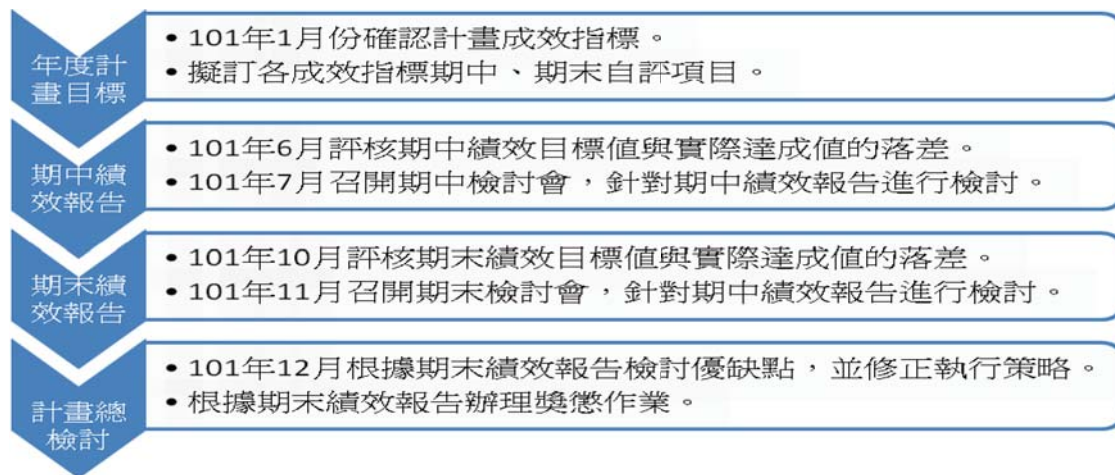 年度計
畫目標
• 101年1月份確認計畫成效指標。
• 擬訂各成效指標期中、期末自評項目。
期中績
效報告
• 101年6月評核期中績效目標值與實際達成值的落差。
• 101年7月召開期中檢討會，針對期中績效報告進行檢討。
期末績
效報告
• 101年10月評核期末績效目標值與實際達成值的落差。
• 101年11月召開期末檢討會，針對期中績效報告進行檢討。
計畫總
檢討
• 101年12月根據期末績效報告檢討優缺點，並修正執行策略。
• 根據期末績效報告辦理獎懲作業。